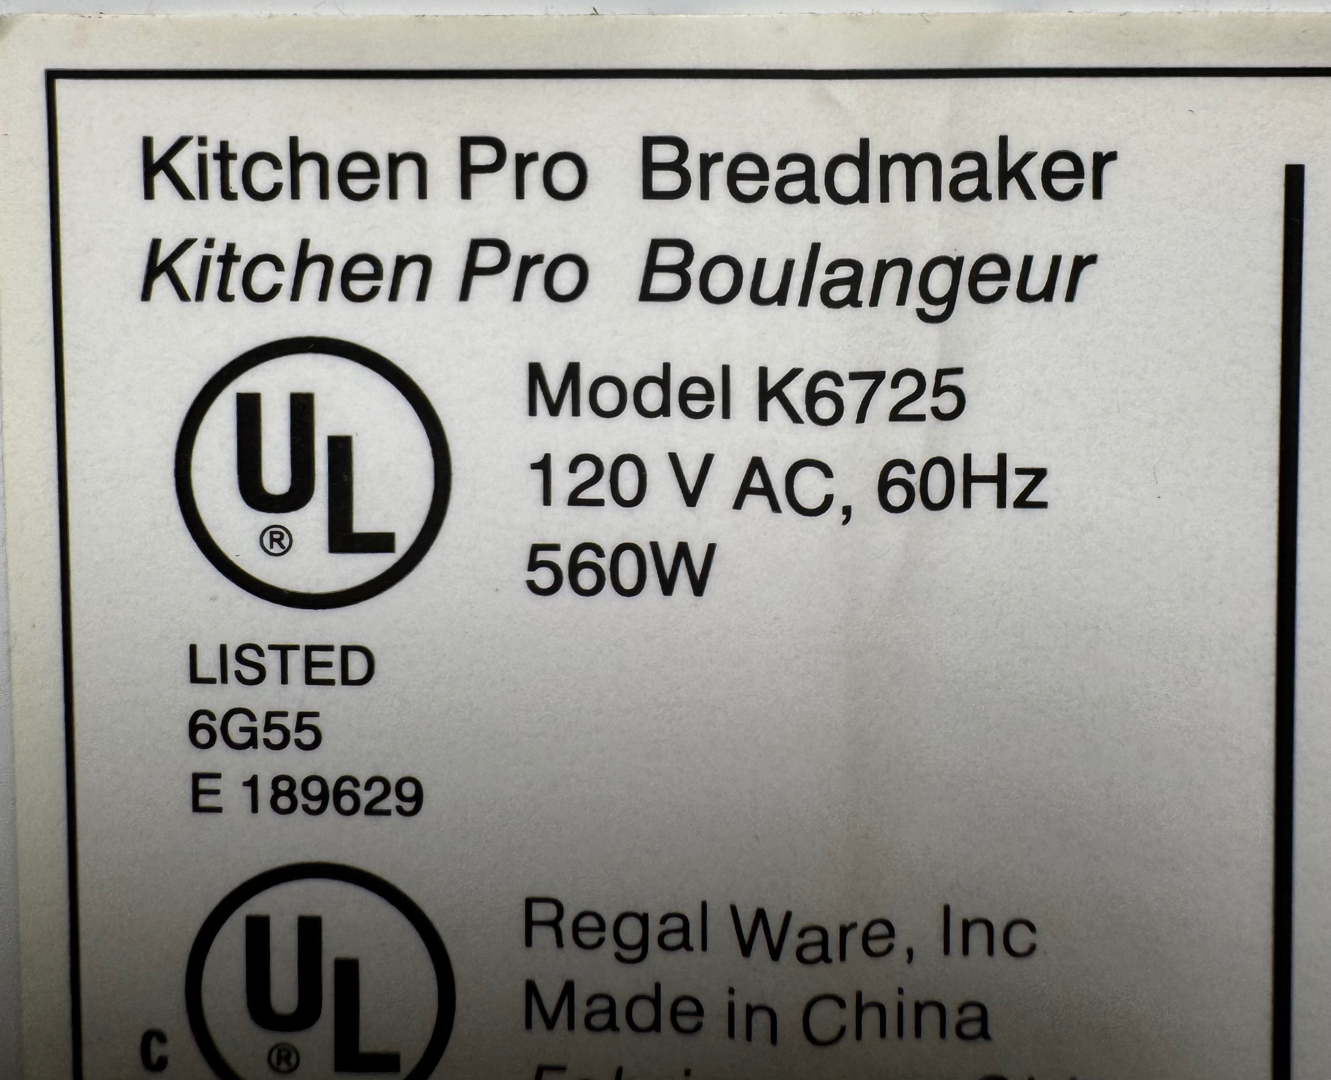 Kitchen Pro Breadmaker
Kitchen Pro Boulangeur
UL
®
Model K6725
120 V AC, 60Hz
560W
LISTED
6G55
E 189629
C UL
®
Regal Ware, Inc
Made in China